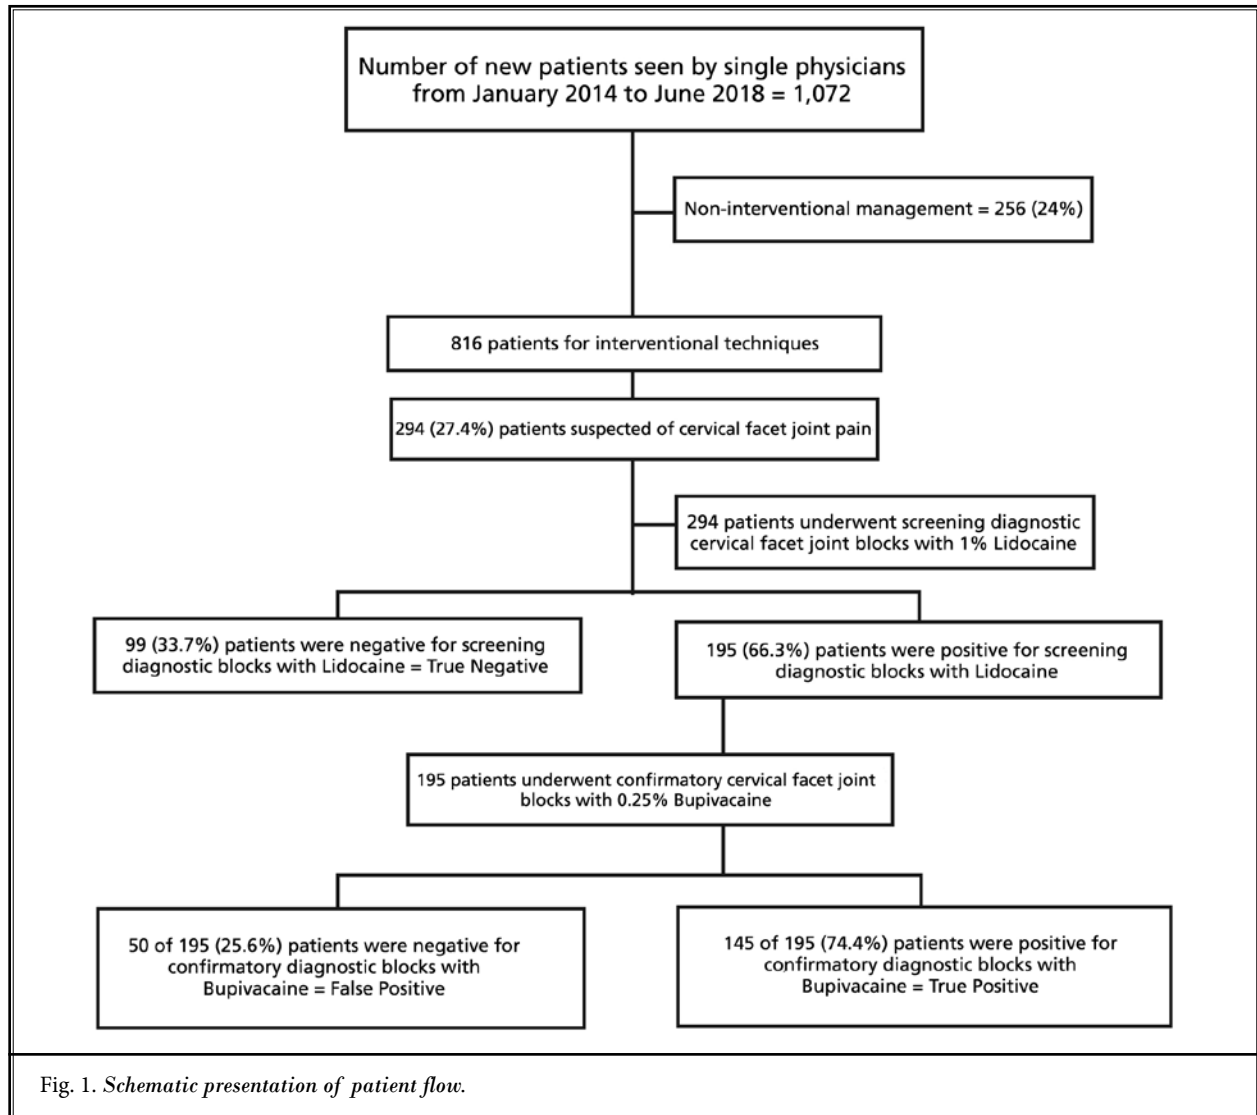 Number of new patients seen by single physicians
from January 2014 to June 2018 = 1,072
Non-interventional management = 256 (24%)
816 patients for interventional techniques
294 (27.4%) patients suspected of cervical facet joint pain
294 patients underwent screening diagnostic
cervical facet joint blocks with 1% Lidocaine
99 (33.7%) patients were negative for screening
diagnostic blocks with Lidocaine = True Negative
195 (66.3%) patients were positive for screening
diagnostic blocks with Lidocaine
195 patients underwent confirmatory cervical facet joint
blocks with 0.25% Bupivacaine
50 of 195 (25.6%) patients were negative for
confirmatory diagnostic blocks with
Bupivacaine = False Positive
145 of 195 (74.4%) patients were positive for
confirmatory diagnostic blocks with
Bupivacaine = True Positive
Fig. 1. Schematic presentation of patient flow.